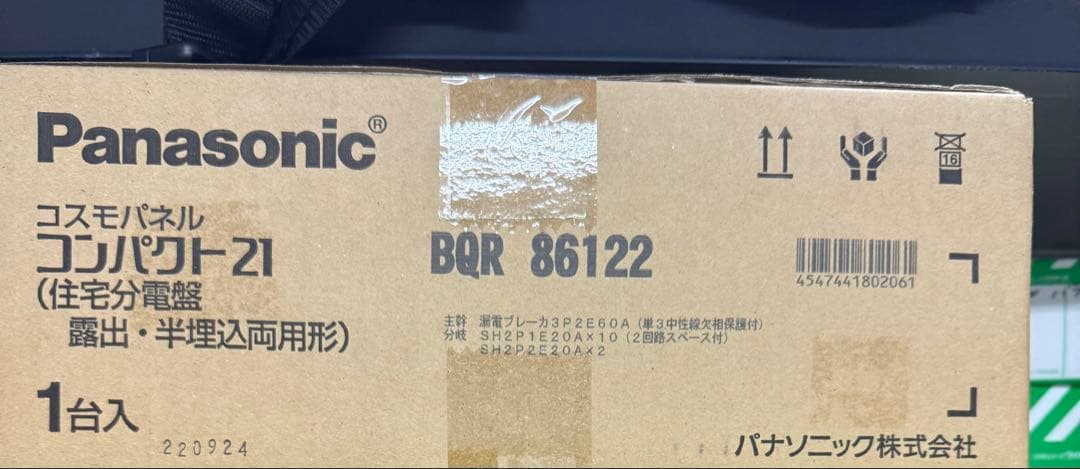 Panasonic®
コスモパネル
コンパクト21
(住宅分電盤
露出・半埋込両用形)
1台入
220924
BQR 86122
主幹 漏電ブレーカ3P2E60A（単3中性線欠相保護付）
分岐 SH2P1E20A×10（2回路スペース付）
SH2P2E20A×2
16
4547441802061
パナソニック株式会社